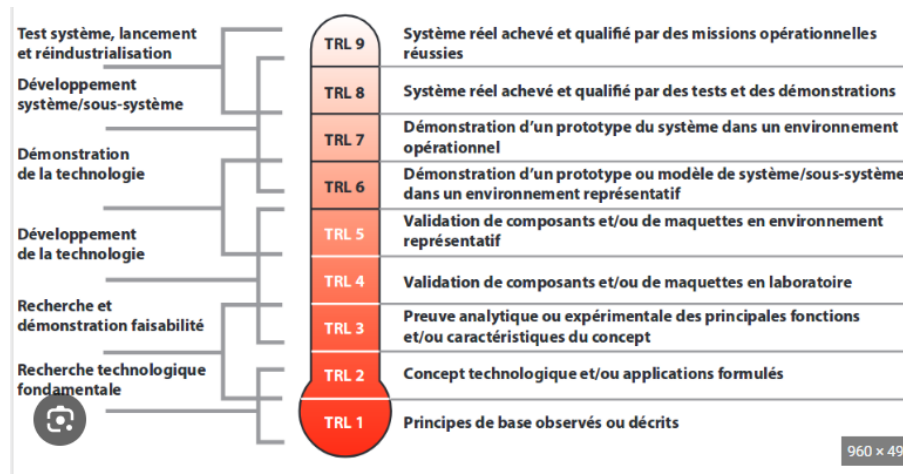 Test système, lancement
et réindustrialisation
Développement
système/sous-système
Démonstration
de la technologie
Développement
de la technologie
Recherche et
démonstration faisabilité
Recherche technologique
fondamentale
TRL 9
Système réel achevé et qualifié par des missions opérationnelles
réussies
TRL 8
Système réel achevé et qualifié par des tests et des démonstrations
TRL 7
Démonstration d'un prototype du système dans un environnement
opérationnel
TRL 6
Démonstration d'un prototype ou modèle de système/sous-système
dans un environnement représentatif
TRL 5
Validation de composants et/ou de maquettes en environnement
représentatif
TRL 4
Validation de composants et/ou de maquettes en laboratoire
TRL 3
Preuve analytique ou expérimentale des principales fonctions
et/ou caractéristiques du concept
TRL 2
Concept technologique et/ou applications formulés
TRL 1
Principes de base observés ou décrits
960 × 49